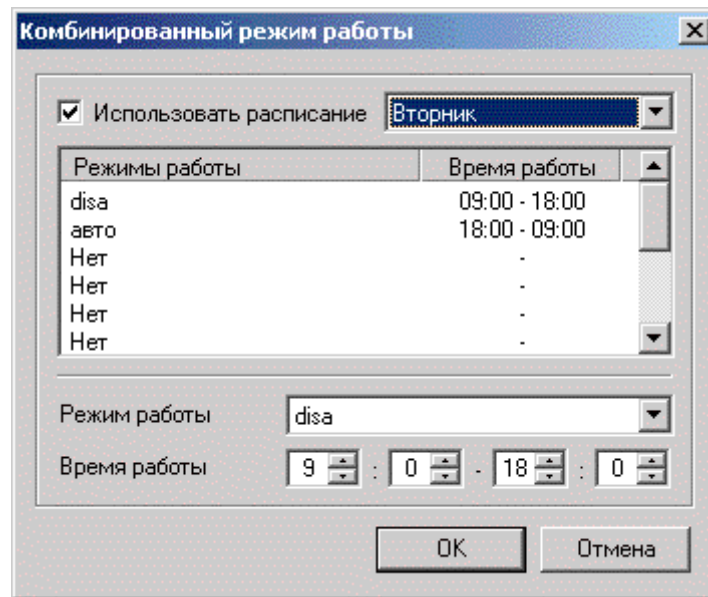 Комбинированный режим работы
Использовать расписание Вторник
Режимы работы Время работы
disa 09:00 - 18:00
авто 18:00 - 09:00
Нет -
Нет -
Нет -
Нет -
Режим работы disa
Время работы 9 : 0 - 18 : 0
OK Отмена